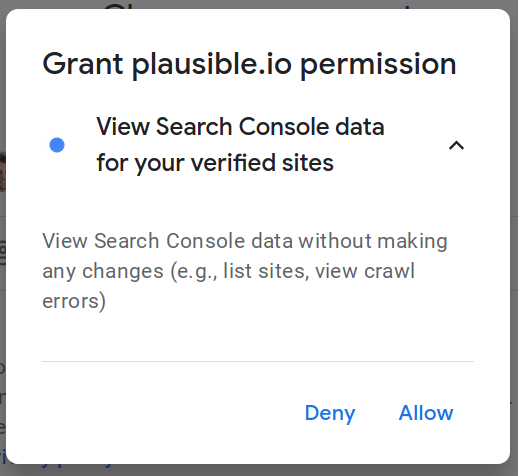 Grant plausible.io permission
View Search Console data
for your verified sites
View Search Console data without making
any changes (e.g., list sites, view crawl
errors)
Deny
Allow